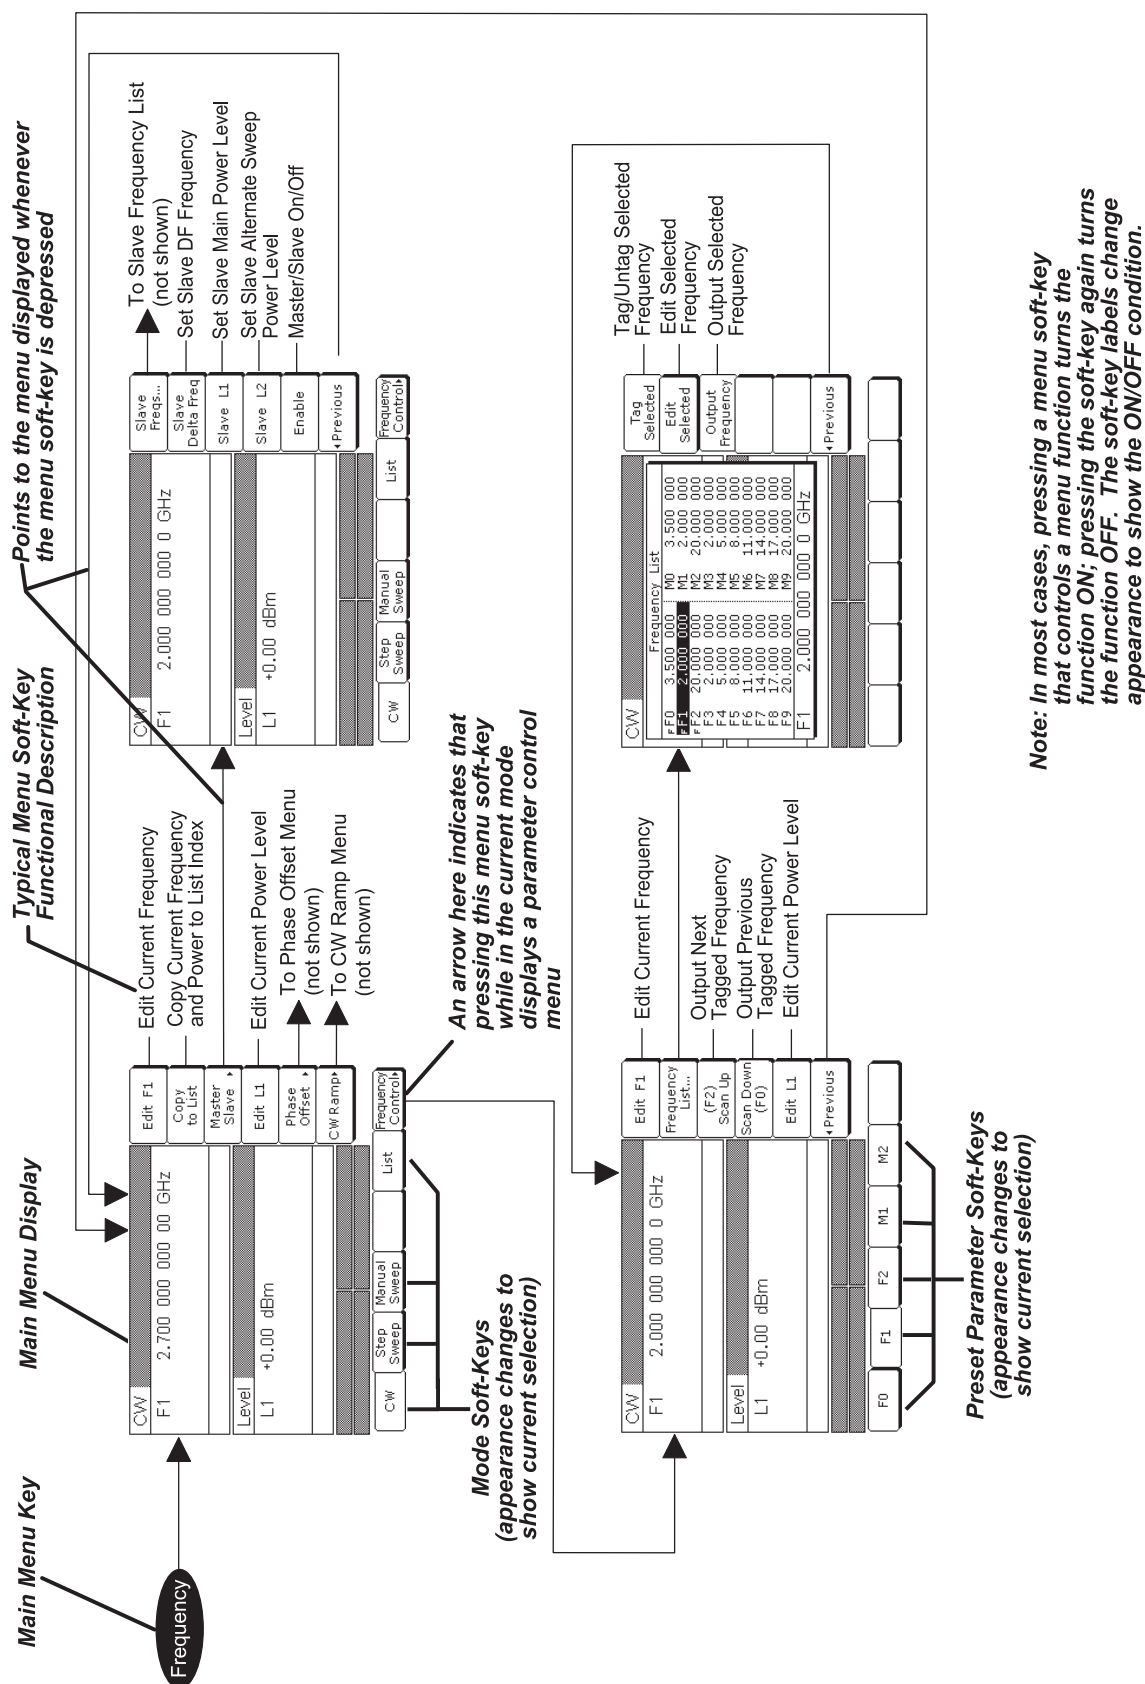 Main Menu Key
Main Menu Display
Typical Menu Soft-Key
Functional Description
Points to the menu displayed whenever
the menu soft-key is depressed
Frequency
CW
F1 2.700 000 000 00 GHz
Level
L1 +0.00 dBm
Edit F1
Copy
to List
Master
Slave
Edit L1
Phase
Offset
CW Ramp
CW
Step
Sweep
Manual
Sweep
List
Frequency
Control
Edit Current Frequency
Copy Current Frequency
and Power to List Index
Edit Current Power Level
To Phase Offset Menu
(not shown)
To CW Ramp Menu
(not shown)
CW
F1 2.000 000 000 0 GHz
Level
L1 +0.00 dBm
Slave
Freqs...
Slave
Delta Freq
Slave L1
Slave L2
Enable
Previous
CW
Step
Sweep
Manual
Sweep
List
Frequency
Control
To Slave Frequency List
(not shown)
Set Slave DF Frequency
Set Slave Main Power Level
Set Slave Alternate Sweep
Power Level
Master/Slave On/Off
Mode Soft-Keys
(appearance changes to
show current selection)
An arrow here indicates that
pressing this menu soft-key
while in the current mode
displays a parameter control
menu
CW
F1 2.000 000 000 0 GHz
Level
L1 +0.00 dBm
Edit F1
Frequency
List...
(F2)
Scan Up
Scan Down
(F0)
Edit L1
Previous
F0 F1 F2 M1 M2
Edit Current Frequency
Output Next
Tagged Frequency
Output Previous
Tagged Frequency
Edit Current Power Level
CW
Frequency List
F F0 3.500 000 M0 3.500 000
F F1 2.000 000 M1 2.000 000
F F2 20.000 000 M2 20.000 000
F3 2.000 000 M3 2.000 000
F4 5.000 000 M4 5.000 000
F5 8.000 000 M5 8.000 000
F6 11.000 000 M6 11.000 000
F7 14.000 000 M7 14.000 000
F8 17.000 000 M8 17.000 000
F9 20.000 000 M9 20.000 000
F1 2.000 000 000 0 GHz
Tag
Selected
Edit
Selected
Output
Frequency
Previous
Tag/Untag Selected
Frequency
Edit Selected
Frequency
Output Selected
Frequency
Preset Parameter Soft-Keys
(appearance changes to
show current selection)
Note: In most cases, pressing a menu soft-key
that controls a menu function turns the
function ON; pressing the soft-key again turns
the function OFF. The soft-key labels change
appearance to show the ON/OFF condition.